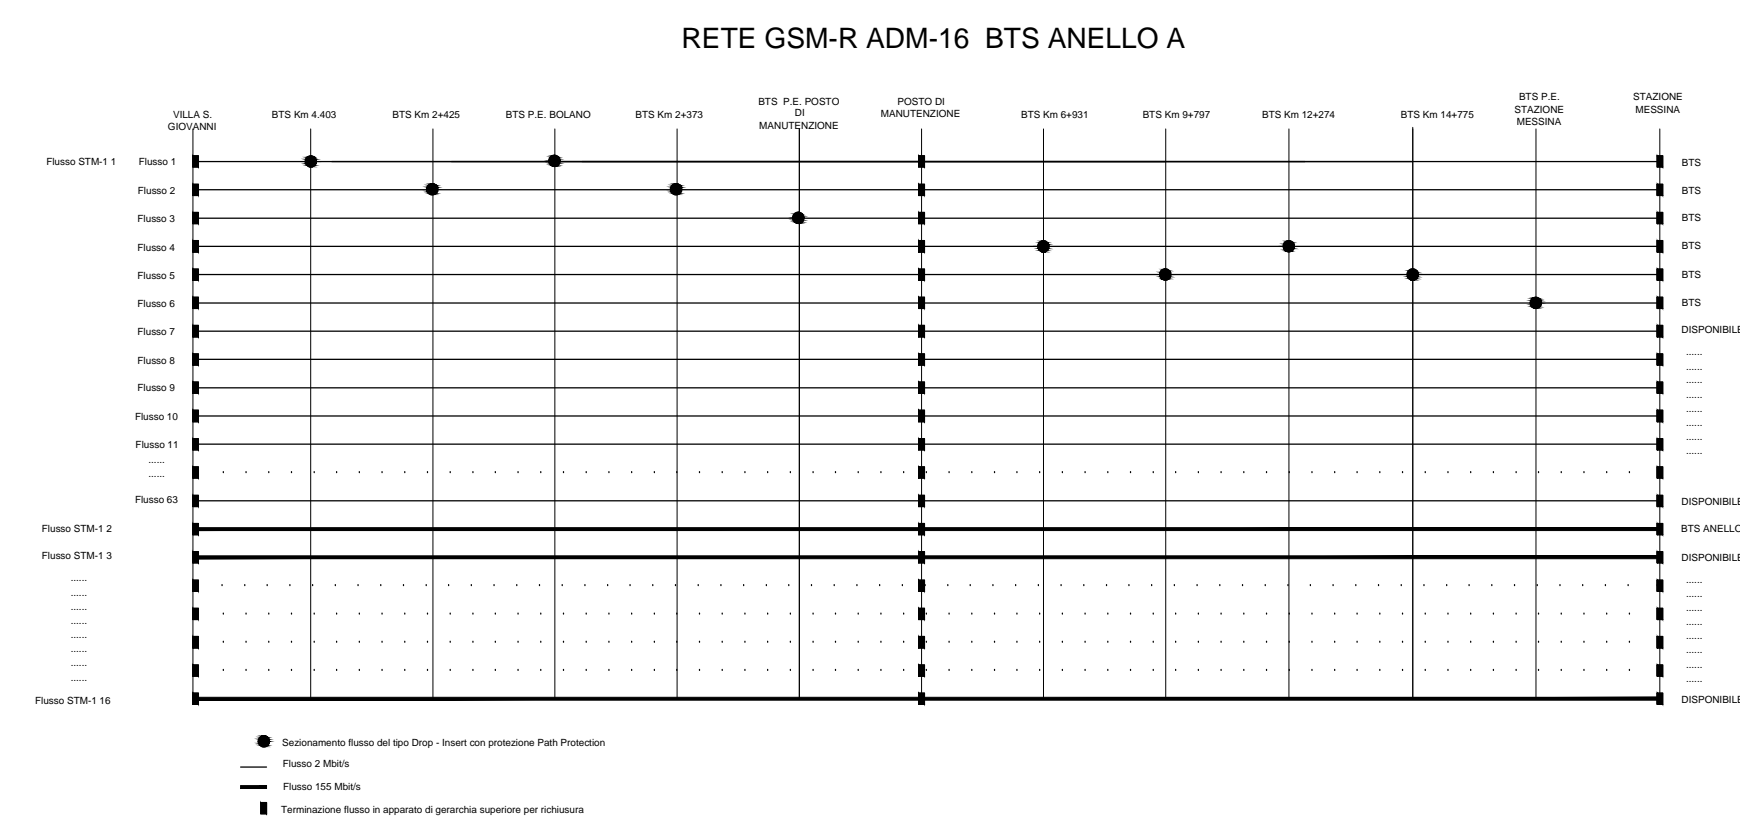 RETE GSM-R ADM-16 BTS ANELLO A
VILLA S.
GIOVANNI
BTS Km 4.403
BTS Km 2+425
BTS P.E. BOLANO
BTS Km 2+373
BTS P.E. POSTO
DI
MANUTENZIONE
POSTO DI
MANUTENZIONE
BTS Km 6+931
BTS Km 9+797
BTS Km 12+274
BTS Km 14+775
BTS P.E.
STAZIONE
MESSINA
STAZIONE
MESSINA
Flusso STM-1 1 Flusso 1 BTS
Flusso 2 BTS
Flusso 3 BTS
Flusso 4 BTS
Flusso 5 BTS
Flusso 6 BTS
Flusso 7 DISPONIBILE
Flusso 8 ......
......
Flusso 9 ......
......
Flusso 10 ......
......
Flusso 11 ......
...... ......
......
Flusso 63 DISPONIBILE
Flusso STM-1 2 BTS ANELLO
Flusso STM-1 3 DISPONIBILE
...... ......
...... ......
...... ......
...... ......
...... ......
...... ......
...... ......
...... ......
Flusso STM-1 16 DISPONIBILE
Sezionamento flusso del tipo Drop - Insert con protezione Path Protection
Flusso 2 Mbit/s
Flusso 155 Mbit/s
Terminazione flusso in apparato di gerarchia superiore per richiusura